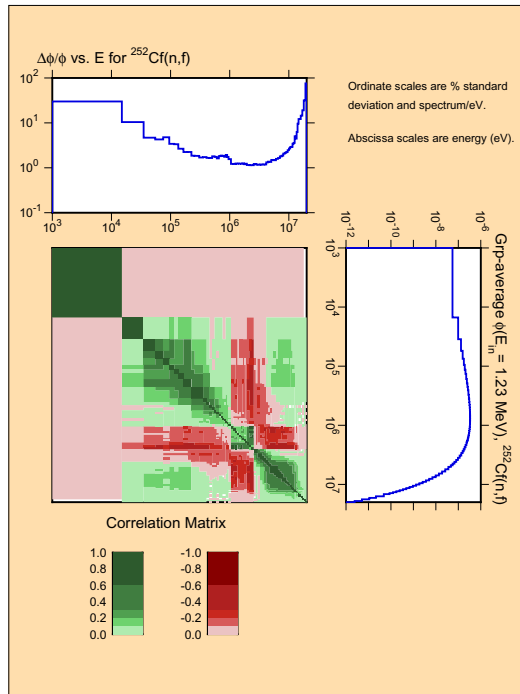 Δϕ/ϕ vs. E for ²⁵²Cf(n,f)
Ordinate scales are % standard
deviation and spectrum/eV.
Abscissa scales are energy (eV).
10²
10¹
10⁰
10⁻¹
10³ 10⁴ 10⁵ 10⁶ 10⁷
10⁻¹² 10⁻¹⁰ 10⁻⁸ 10⁻⁶
10³
10⁴
10⁵
10⁶
10⁷
Grp-average ϕ(E_in = 1.23 MeV), ²⁵²Cf(n,f)
Correlation Matrix
1.0 -1.0
0.8 -0.8
0.6 -0.6
0.4 -0.4
0.2 -0.2
0.0 0.0